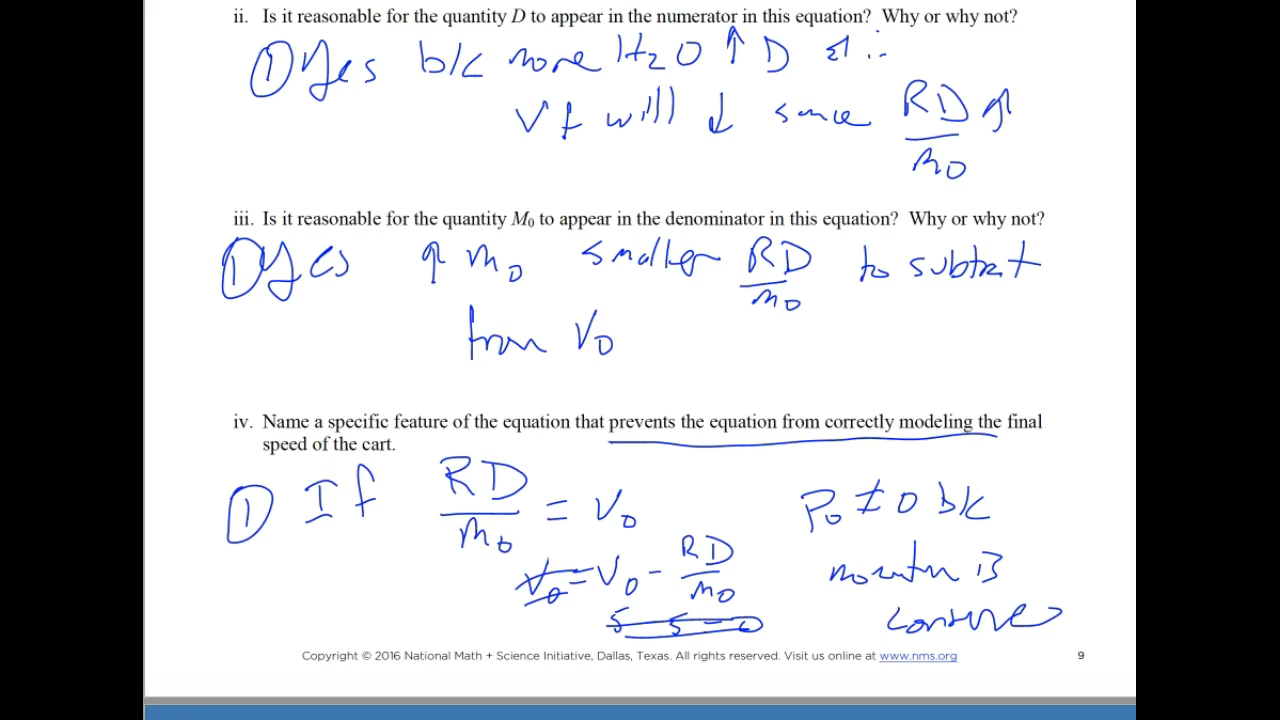 ii. Is it reasonable for the quantity D to appear in the numerator in this equation? Why or why not?
① Yes b/c more H₂O ↑ D & ∴
Vf will ↓ since RD/m₀ ↑
iii. Is it reasonable for the quantity M₀ to appear in the denominator in this equation? Why or why not?
① Yes ↑ m₀ smaller RD/m₀ to subtract
from V₀
iv. Name a specific feature of the equation that prevents the equation from correctly modeling the final
speed of the cart.
① If RD/m₀ = V₀
P₀ ≠ 0 b/c
V₀ = V₀ - RD/m₀
momentum is
5 5 = 0
conserve
Copyright © 2016 National Math + Science Initiative, Dallas, Texas. All rights reserved. Visit us online at www.nms.org
9